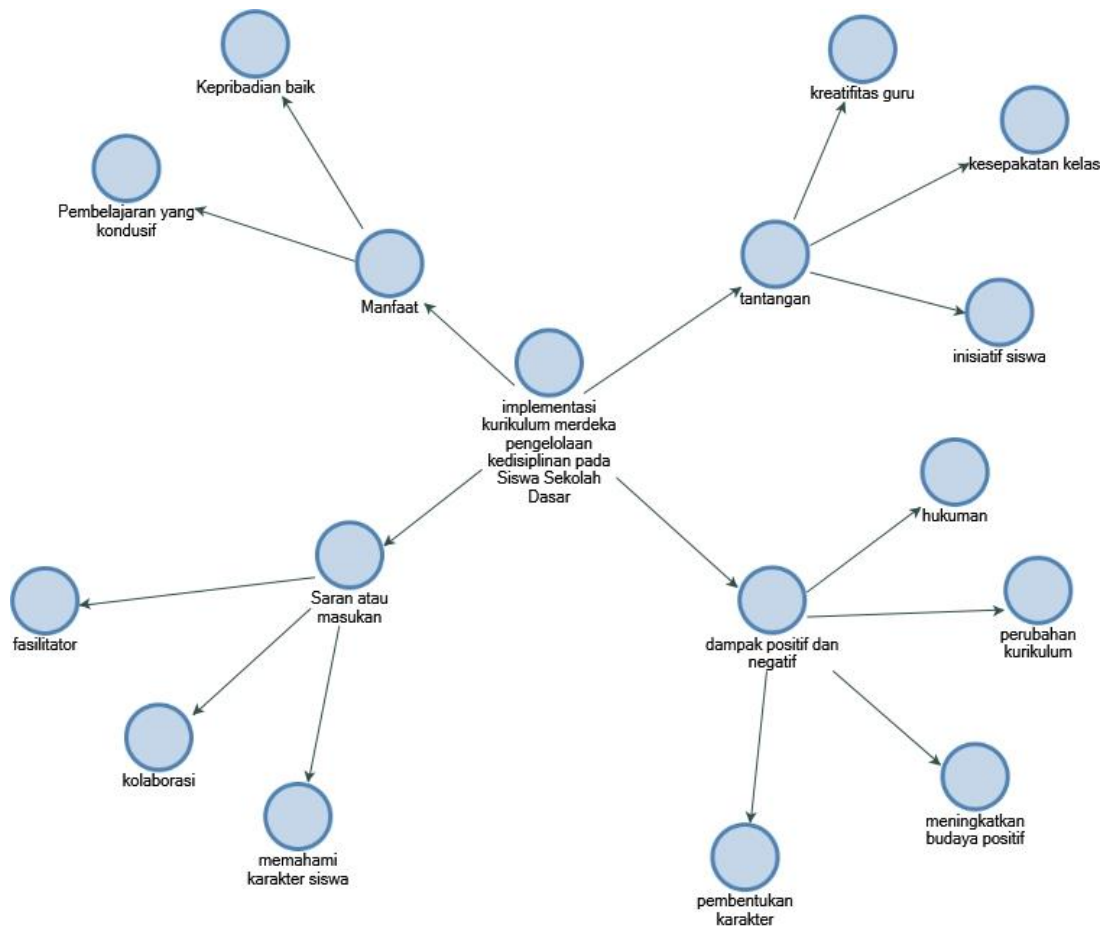 Kepribadian baik
kreatifitas guru
kesepakatan kelas
Pembelajaran yang
kondusif
Manfaat
tantangan
inisiatif siswa
implementasi
kurikulum merdeka
pengelolaan
kedisiplinan pada
Siswa Sekolah
Dasar
hukuman
Saran atau
masukan
fasilitator
dampak positif dan
negatif
perubahan
kurikulum
kolaborasi
memahami
karakter siswa
meningkatkan
budaya positif
pembentukan
karakter